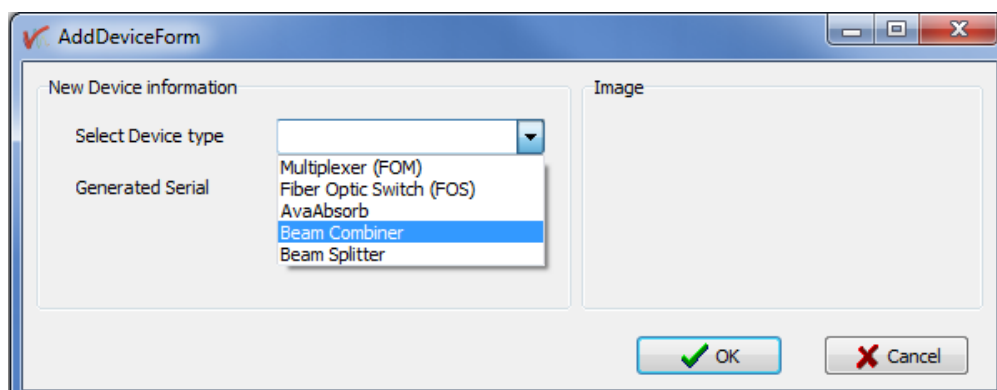 AddDeviceForm
New Device information
Image
Select Device type
Multiplexer (FOM)
Fiber Optic Switch (FOS)
AvaAbsorb
Beam Combiner
Beam Splitter
Generated Serial
OK
Cancel